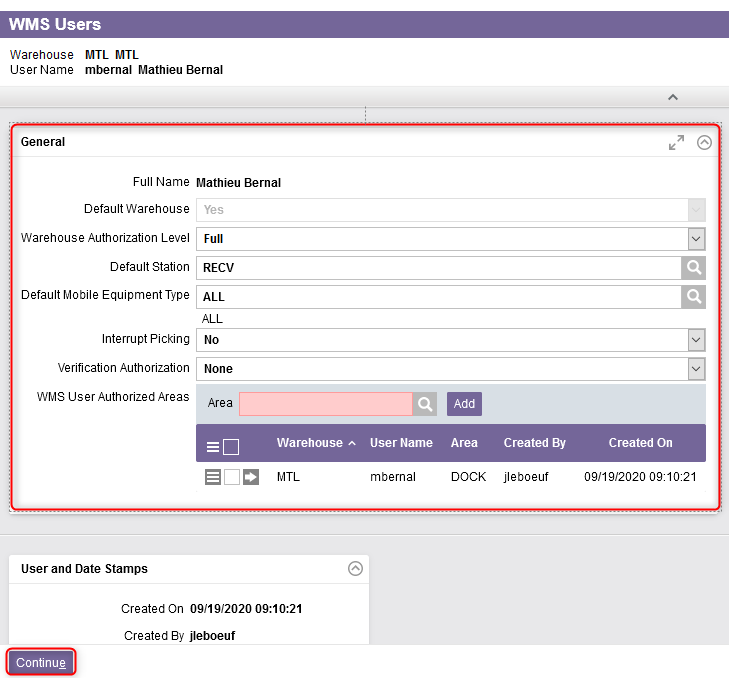 WMS Users
Warehouse MTL MTL
User Name mbernal Mathieu Bernal
General
Full Name Mathieu Bernal
Default Warehouse Yes
Warehouse Authorization Level Full
Default Station RECV
Default Mobile Equipment Type ALL
ALL
Interrupt Picking No
Verification Authorization None
WMS User Authorized Areas Area Add
Warehouse User Name Area Created By Created On
MTL mbernal DOCK jleboeuf 09/19/2020 09:10:21
User and Date Stamps
Created On 09/19/2020 09:10:21
Created By jleboeuf
Continue